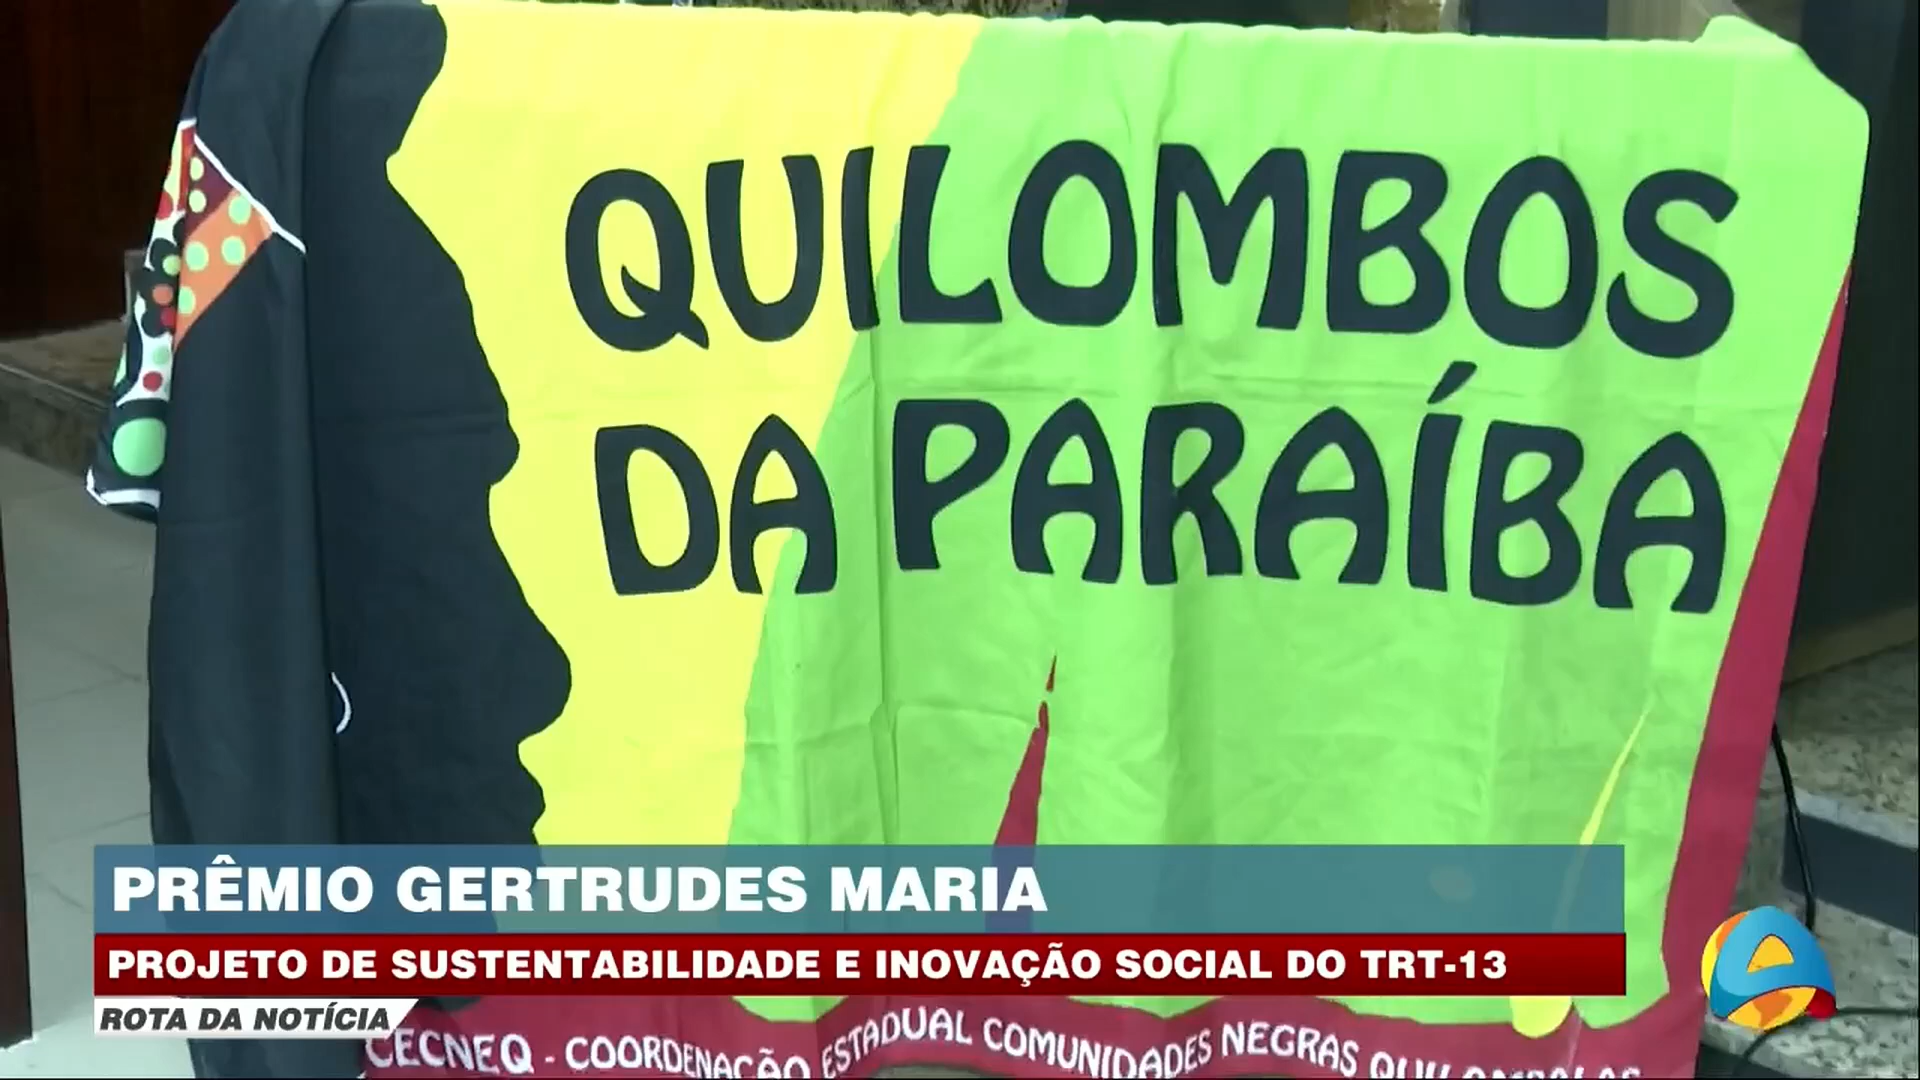 QUILOMBOS
DA PARAÍBA
PRÊMIO GERTRUDES MARIA
PROJETO DE SUSTENTABILIDADE E INOVAÇÃO SOCIAL DO TRT-13
ROTA DA NOTÍCIA
CECNEQ - COORDENAÇÃO ESTADUAL COMUNIDADES NEGRAS QUILOMBOLAS